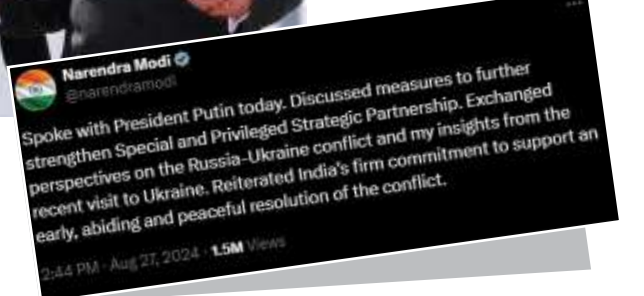 Narendra Modi
@narendramodi
Spoke with President Putin today. Discussed measures to further
strengthen Special and Privileged Strategic Partnership. Exchanged
perspectives on the Russia-Ukraine conflict and my insights from the
recent visit to Ukraine. Reiterated India's firm commitment to support an
early, abiding and peaceful resolution of the conflict.
2:44 PM · Aug 27, 2024 · 1.5M Views